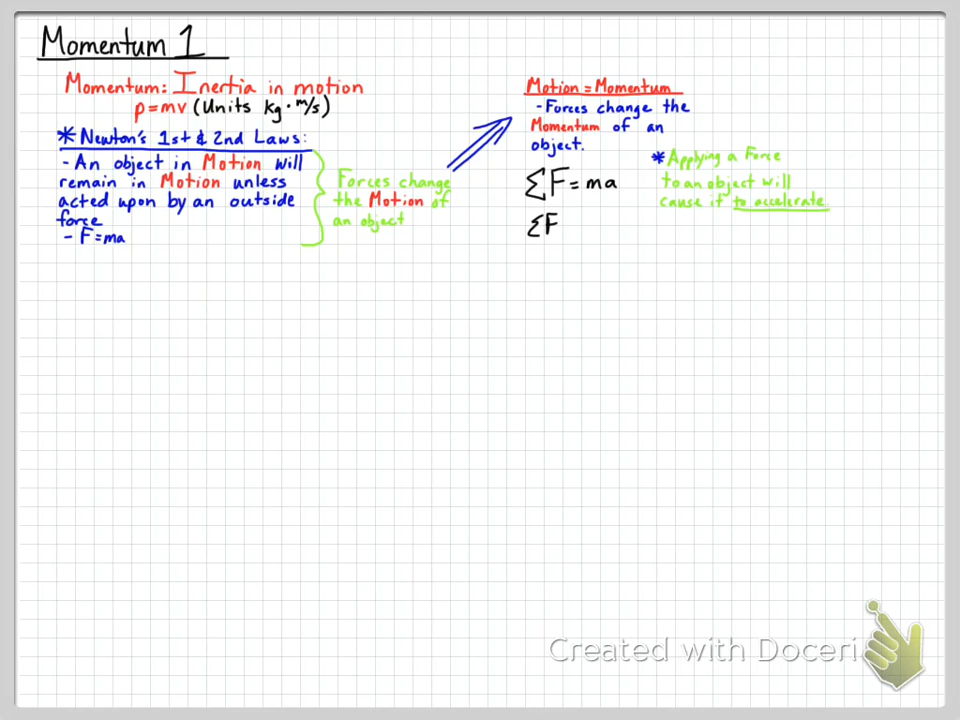 Momentum 1
Momentum: Inertia in motion
p=mv (Units kg·m/s)
*Newton's 1st & 2nd Laws:
-An object in Motion will
remain in Motion unless
acted upon by an outside
force
- F=ma
Forces change
the Motion of
an object
Motion = Momentum
-Forces change the
Momentum of an
object.
ΣF=ma
ΣF
*Applying a Force
to an object will
cause it to accelerate
Created with Doceri